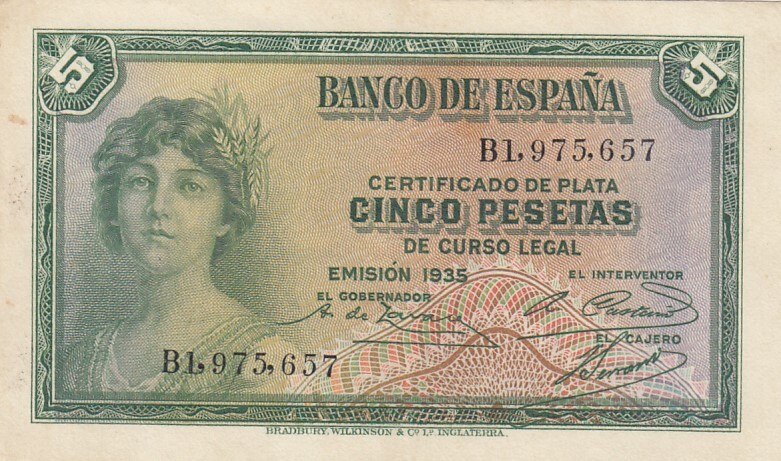 5 5
BANCO DE ESPAÑA
B1,975,657
CERTIFICADO DE PLATA
CINCO PESETAS
DE CURSO LEGAL
EMISIÓN 1935
EL INTERVENTOR
EL GOBERNADOR
EL CAJERO
B1,975,657
BRADBURY, WILKINSON & Cº Lº. INGLATERRA.